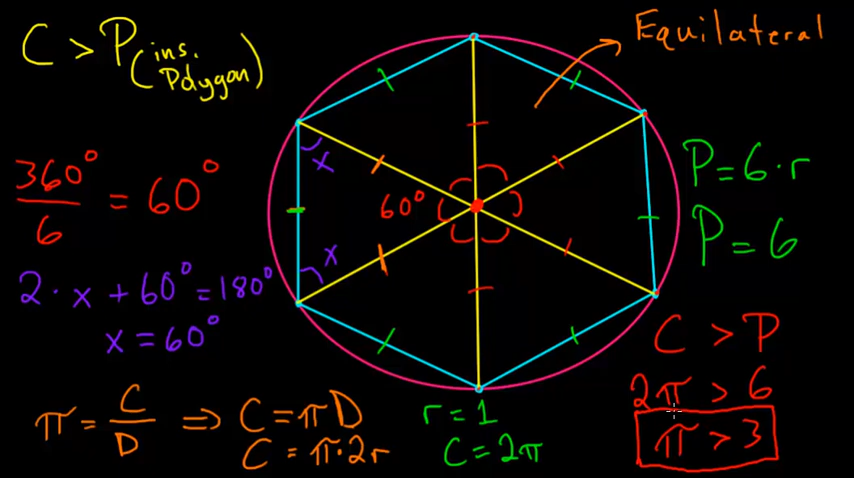 C > P (ins. Polygon)
Equilateral
360° / 6 = 60°
2 · x + 60° = 180°
x = 60°
x
60°
x
P = 6 · r
P = 6
C > P
2π > 6
π > 3
π = C / D ⇒ C = πD
C = π · 2r
r = 1
C = 2π